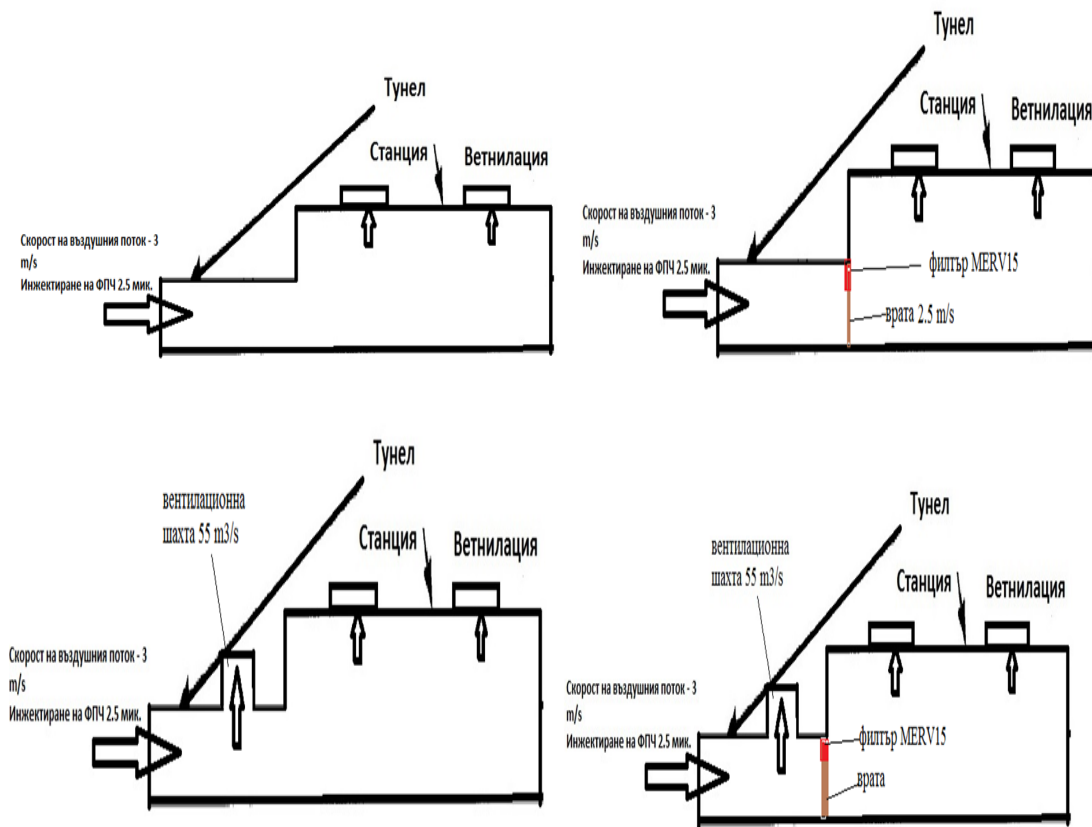 Тунел
Станция
Ветнилация
Скорост на въздушния поток - 3
m/s
Инжектиране на ФПЧ 2.5 мик.
Тунел
Станция
Ветнилация
Скорост на въздушния поток - 3
m/s
Инжектиране на ФПЧ 2.5 мик.
филтър MERV15
врата 2.5 m/s
Тунел
вентилационна
шахта 55 m3/s
Станция
Ветнилация
Скорост на въздушния поток - 3
m/s
Инжектиране на ФПЧ 2.5 мик.
Тунел
вентилационна
шахта 55 m3/s
Станция
Ветнилация
Скорост на въздушния поток - 3
m/s
Инжектиране на ФПЧ 2.5 мик.
филтър MERV15
врата